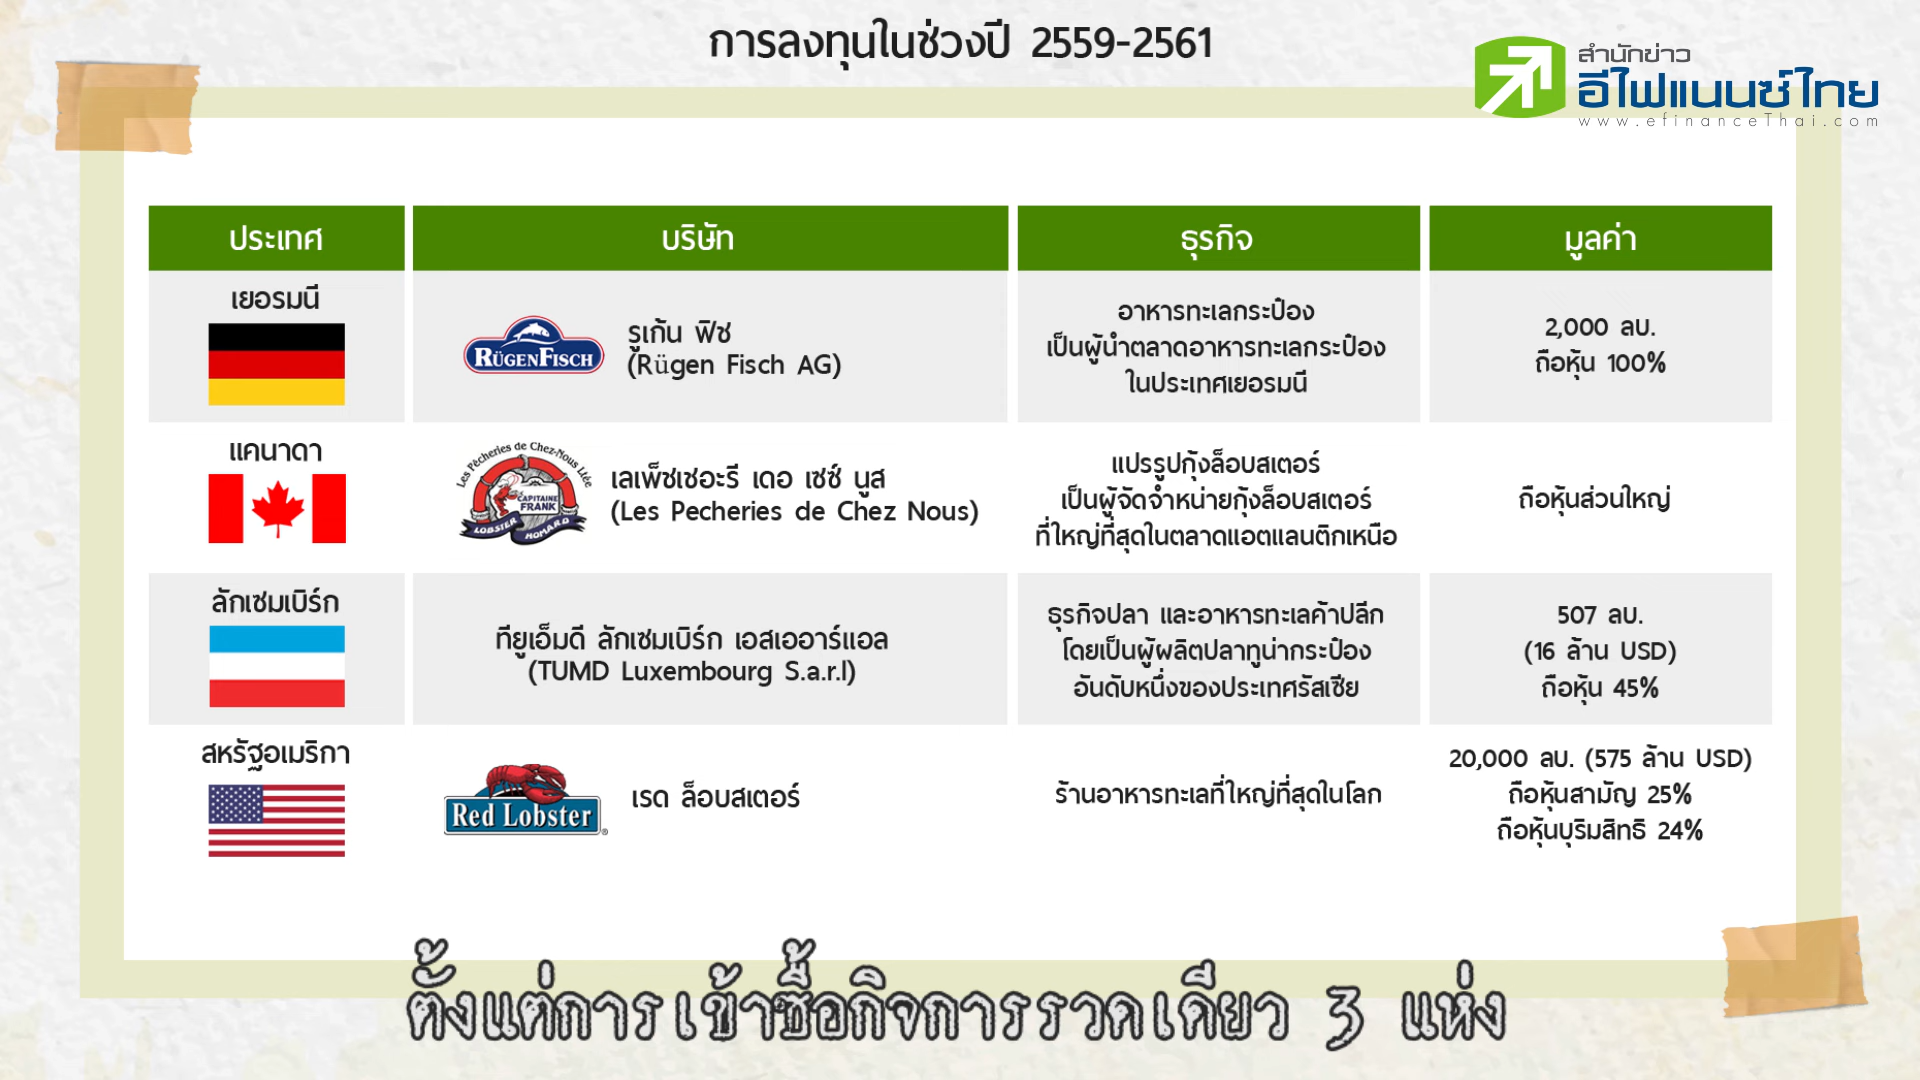 การลงทุนในช่วงปี 2559-2561
สำนักข่าว
อีไฟแนนซ์ไทย
www.efinanceThai.com
ประเทศ
บริษัท
ธุรกิจ
มูลค่า
เยอรมนี
RÜGENFISCH
รูเก้น ฟิช
(Rügen Fisch AG)
อาหารทะเลกระป๋อง
เป็นผู้นำตลาดอาหารทะเลกระป๋อง
ในประเทศเยอรมนี
2,000 ลบ.
ถือหุ้น 100%
แคนาดา
Les Pêcheries de Chez-Nous Ltée
CAPITAINE
FRANK
LOBSTER HOMARD
เลเพ็ชเชอะรี เดอ เชซ์ นูส
(Les Pecheries de Chez Nous)
แปรรูปกุ้งล็อบสเตอร์
เป็นผู้จัดจำหน่ายกุ้งล็อบสเตอร์
ที่ใหญ่ที่สุดในตลาดแอตแลนติกเหนือ
ถือหุ้นส่วนใหญ่
ลักเซมเบิร์ก
ทียูเอ็มดี ลักเซมเบิร์ก เอสเออาร์แอล
(TUMD Luxembourg S.a.r.l)
ธุรกิจปลา และอาหารทะเลค้าปลีก
โดยเป็นผู้ผลิตปลาทูน่ากระป๋อง
อันดับหนึ่งของประเทศรัสเซีย
507 ลบ.
(16 ล้าน USD)
ถือหุ้น 45%
สหรัฐอเมริกา
Red Lobster
เรด ล็อบสเตอร์
ร้านอาหารทะเลที่ใหญ่ที่สุดในโลก
20,000 ลบ. (575 ล้าน USD)
ถือหุ้นสามัญ 25%
ถือหุ้นบุริมสิทธิ 24%
ตั้งแต่การเข้าซื้อกิจการรวดเดียว 3 แห่ง